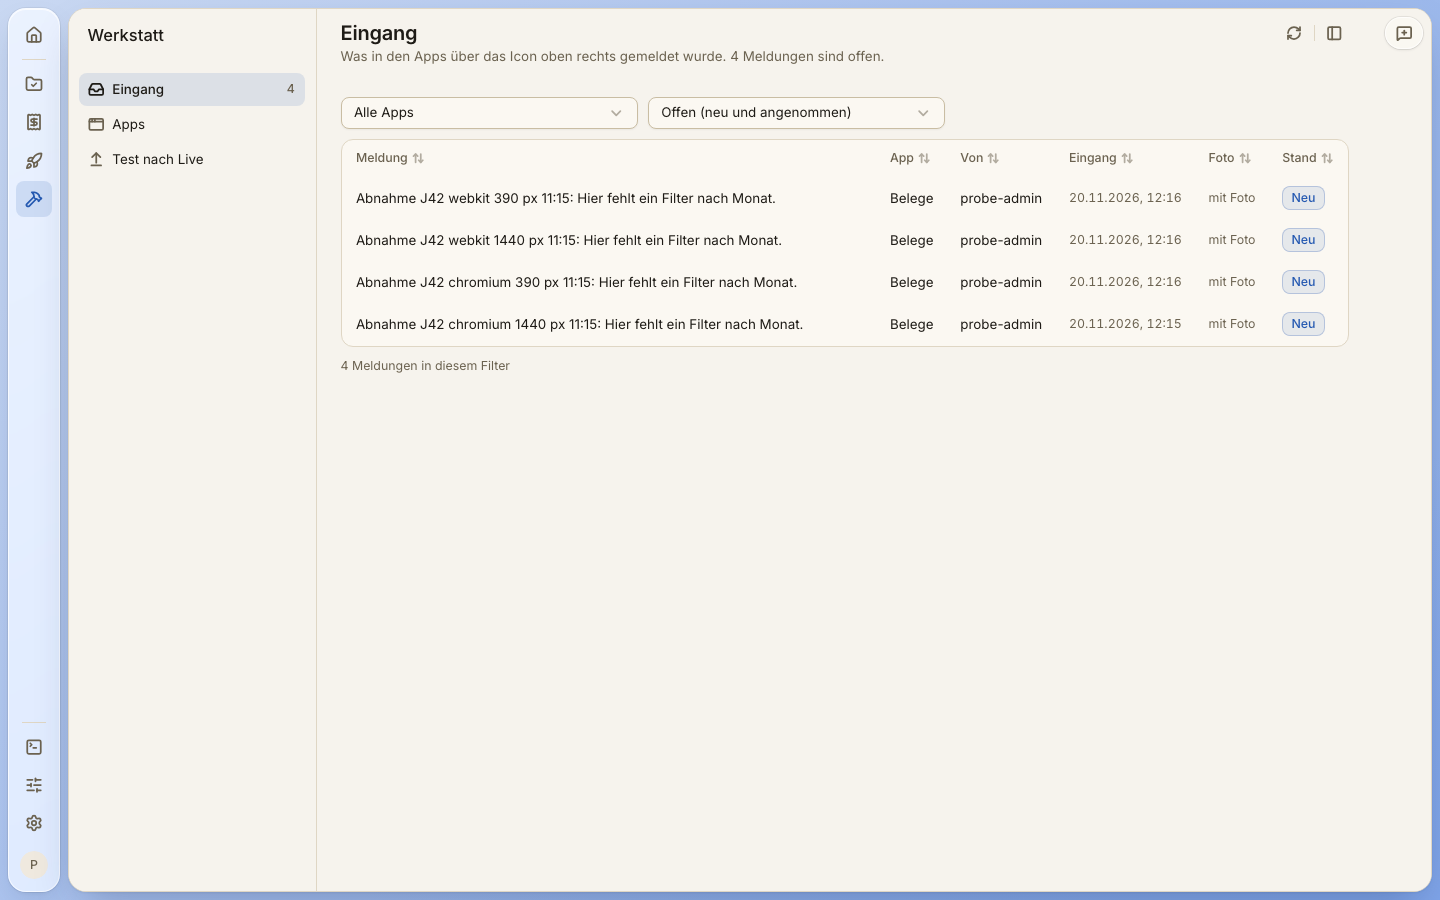 Werkstatt
Eingang 4
Apps
Test nach Live
P
Eingang
Was in den Apps über das Icon oben rechts gemeldet wurde. 4 Meldungen sind offen.
Alle Apps
Offen (neu und angenommen)
Meldung App Von Eingang Foto Stand
Abnahme J42 webkit 390 px 11:15: Hier fehlt ein Filter nach Monat. Belege probe-admin 20.11.2026, 12:16 mit Foto Neu
Abnahme J42 webkit 1440 px 11:15: Hier fehlt ein Filter nach Monat. Belege probe-admin 20.11.2026, 12:16 mit Foto Neu
Abnahme J42 chromium 390 px 11:15: Hier fehlt ein Filter nach Monat. Belege probe-admin 20.11.2026, 12:16 mit Foto Neu
Abnahme J42 chromium 1440 px 11:15: Hier fehlt ein Filter nach Monat. Belege probe-admin 20.11.2026, 12:15 mit Foto Neu
4 Meldungen in diesem Filter